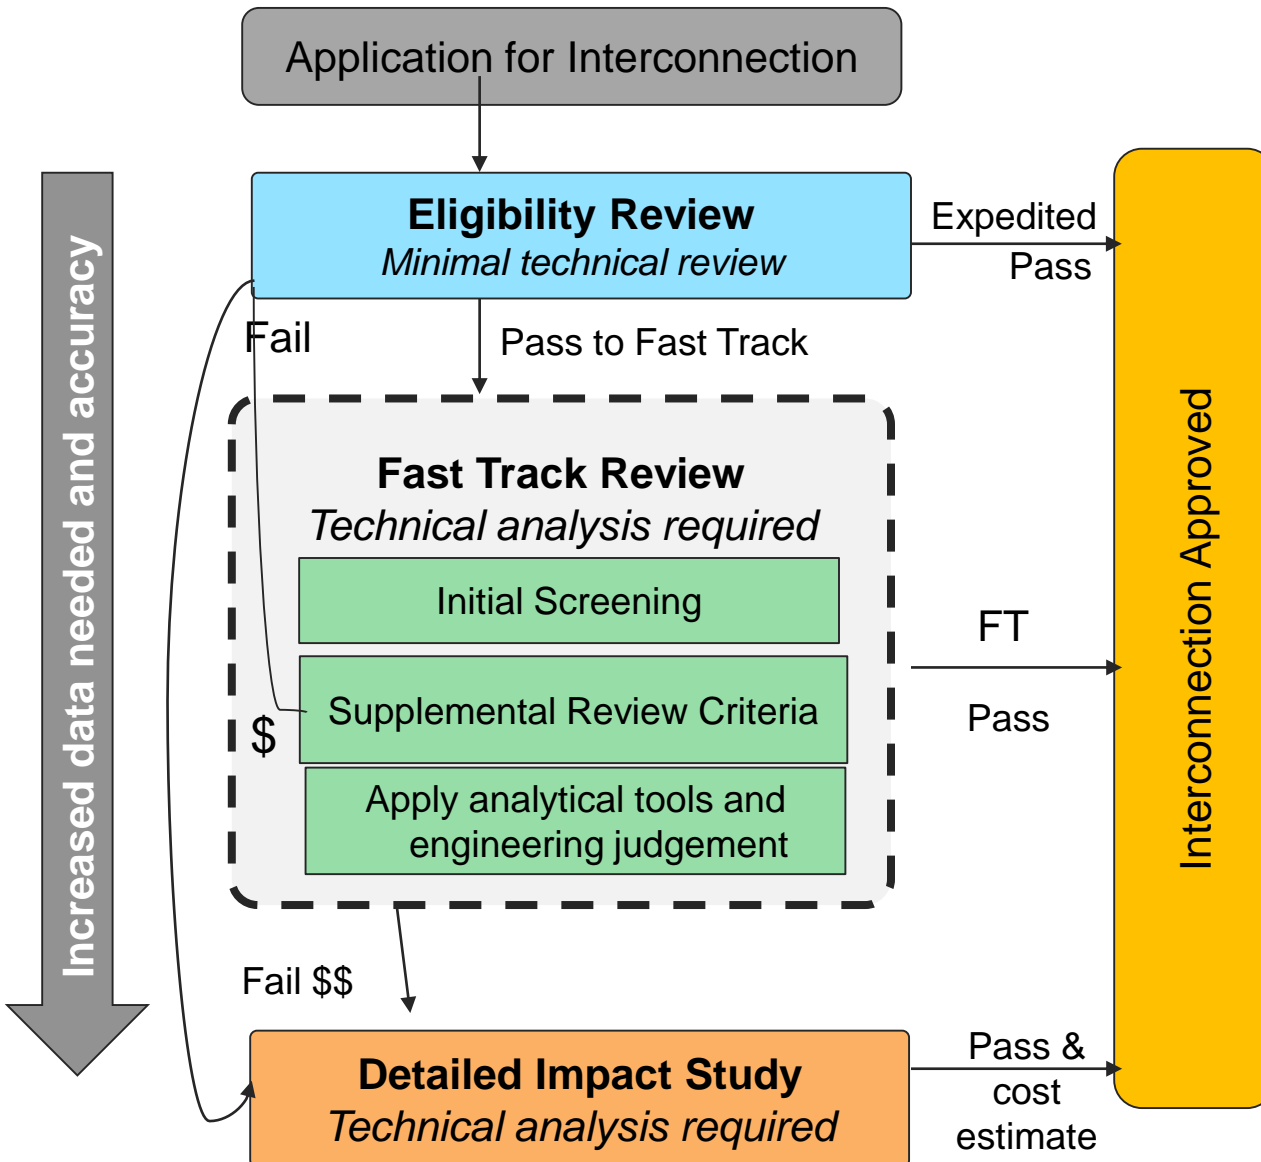 Application for Interconnection
Increased data needed and accuracy
Eligibility Review
Minimal technical review
Expedited
Pass
Fail
Pass to Fast Track
Fast Track Review
Technical analysis required
Initial Screening
Supplemental Review Criteria
$
Apply analytical tools and
engineering judgement
FT
Pass
Interconnection Approved
Fail $$
Detailed Impact Study
Technical analysis required
Pass &
cost
estimate